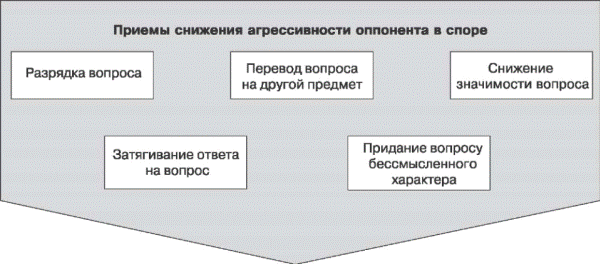 Приемы снижения агрессивности оппонента в споре
Разрядка вопроса
Перевод вопроса
на другой предмет
Снижение
значимости вопроса
Затягивание ответа
на вопрос
Придание вопросу
бессмысленного
характера